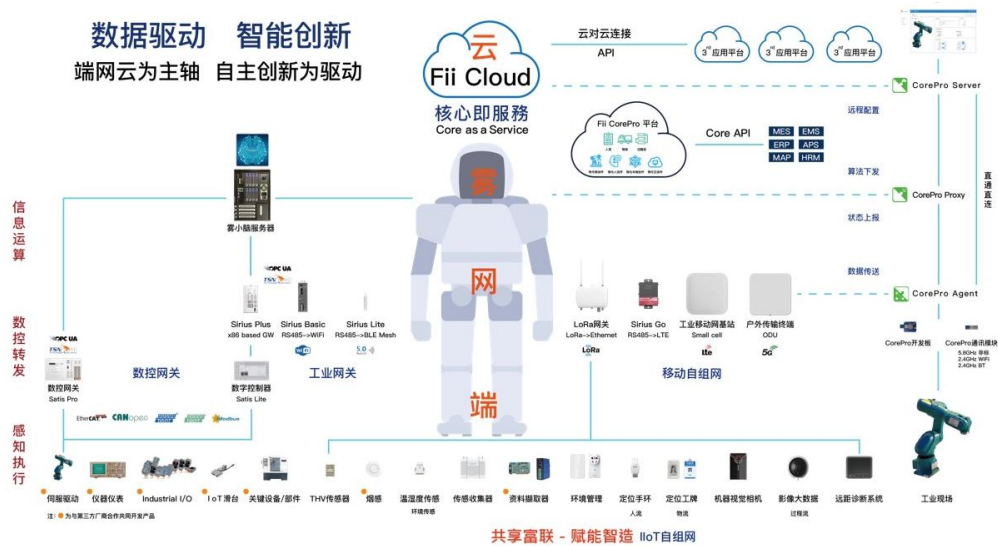 数据驱动 智能创新
端网云为主轴 自主创新为驱动
云
Fii Cloud
核心即服務
Core as a Service
云对云连接
API
3rd 应用平台
3rd 应用平台
3rd 应用平台
CorePro Server
远程配置
Fii CorePro 平台
Core API
MES EMS
ERP APS
MAP HRM
算法下发
直通直连
CorePro Proxy
状态上报
数据传送
CorePro Agent
雾
网
端
信息运算
数控转发
感知执行
雾小脑服务器
OPC UA
TSN
Sirius Plus
x86 based GW
Sirius Basic
RS485->WiFi
WiFi
Sirius Lite
RS485->BLE Mesh
5.0
LoRa网关
LoRa->Ethernet
LoRa
Sirius Go
RS485->LTE
工业移动网基站
Small cell
lte
户外传输终端
ODU
5G
CorePro开发板
CorePro通讯模块
5.8GHz 非标
2.4GHz WiFi
2.4GHz BT
OPC UA
TSN
数控网关
Satis Pro
数控网关
数字控制器
Satis Lite
工业网关
移动自组网
EtherCAT
CANopen
Modbus
伺服驱动
仪器仪表
Industrial I/O
IoT滑台
关键设备/部件
THV传感器
烟感
温湿度传感
环境传感
传感收集器
资料撷取器
环境管理
定位手环
人流
定位工牌
物流
机器视觉相机
影像大数据
过程流
远距诊断系统
工业现场
注：为与第三方厂商合作共同开发产品
共享富联 - 赋能智造 IIoT自组网